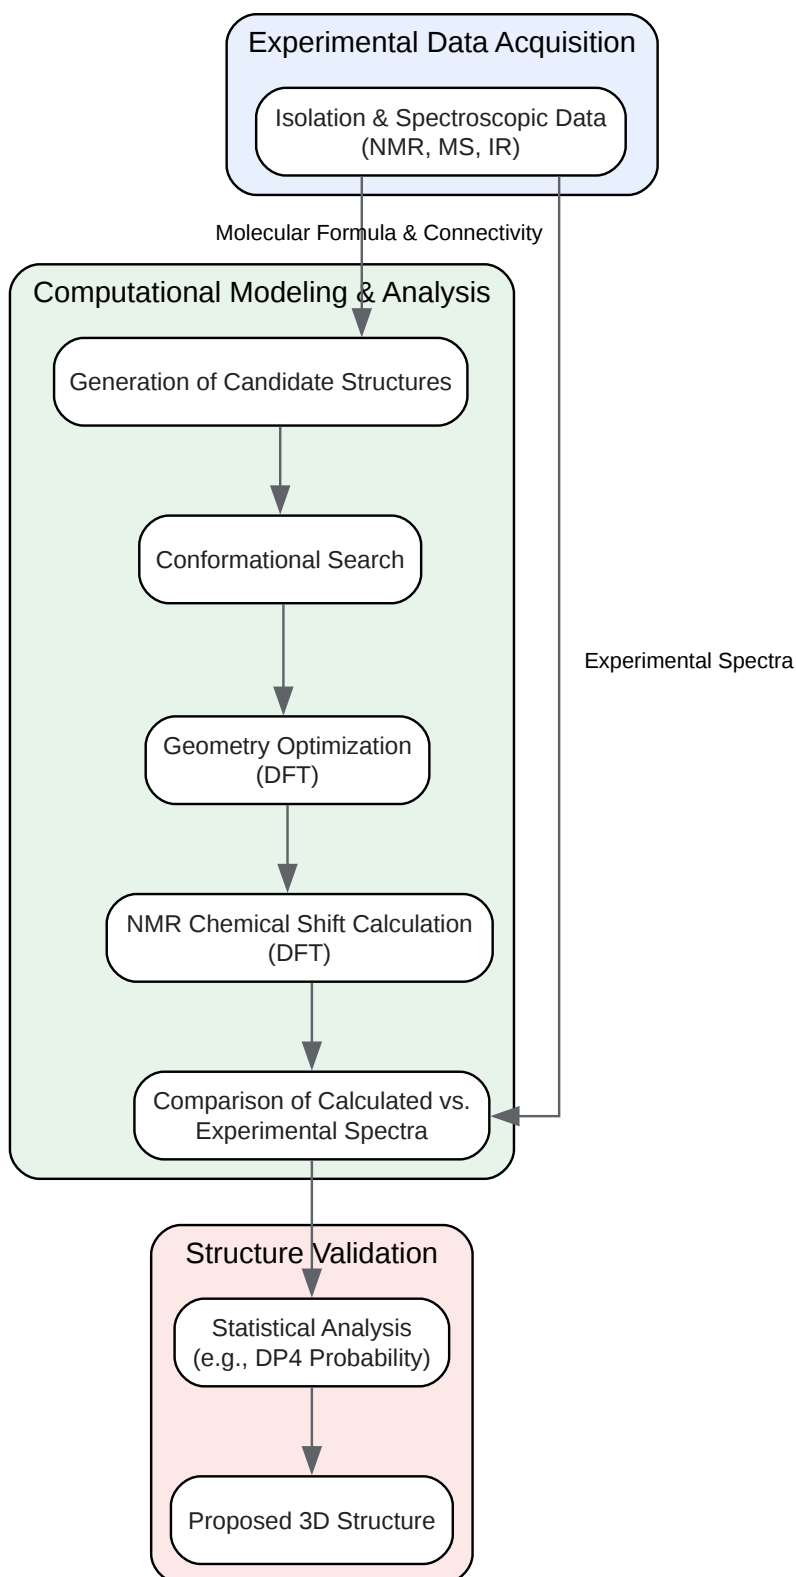 Experimental Data Acquisition
Isolation & Spectroscopic Data
(NMR, MS, IR)
Molecular Formula & Connectivity
Computational Modeling & Analysis
Generation of Candidate Structures
Conformational Search
Experimental Spectra
Geometry Optimization
(DFT)
NMR Chemical Shift Calculation
(DFT)
Comparison of Calculated vs.
Experimental Spectra
Structure Validation
Statistical Analysis
(e.g., DP4 Probability)
Proposed 3D Structure